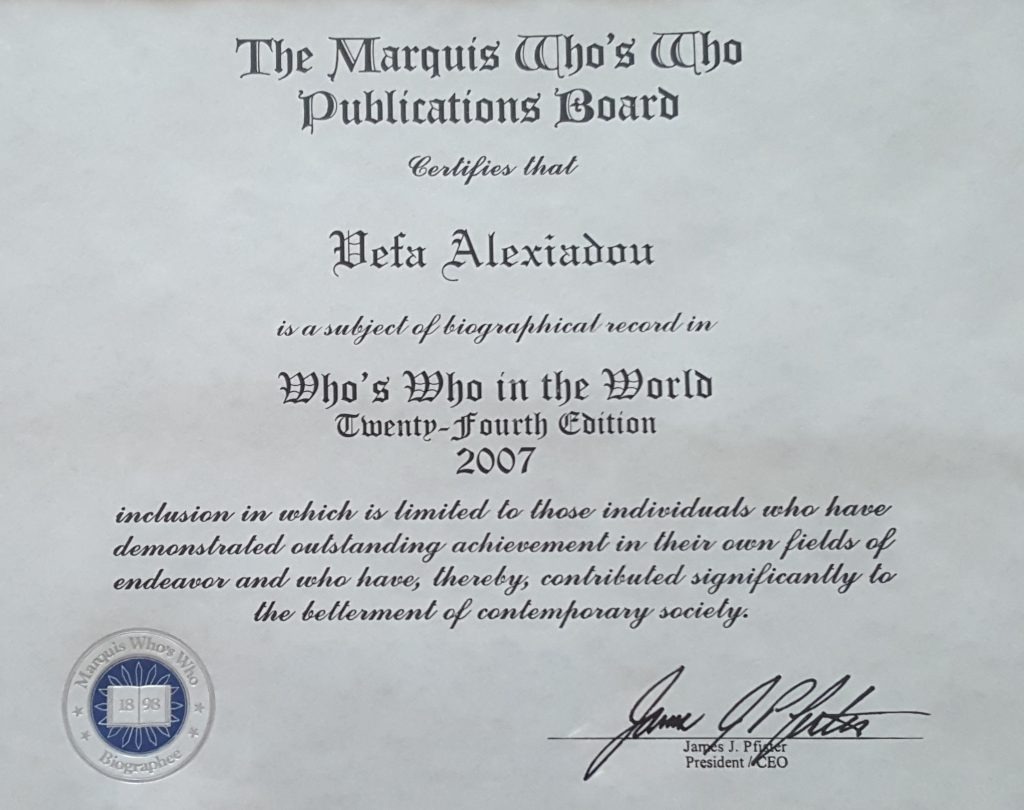 The Marquis Who's Who
Publications Board
Certifies that
Vefa Alexiadou
is a subject of biographical record in
Who's Who in the World
Twenty-Fourth Edition
2007
inclusion in which is limited to those individuals who have
demonstrated outstanding achievement in their own fields of
endeavor and who have, thereby, contributed significantly to
the betterment of contemporary society.
Marquis Who's Who
1898
Biographee
James J. Pfister
President / CEO